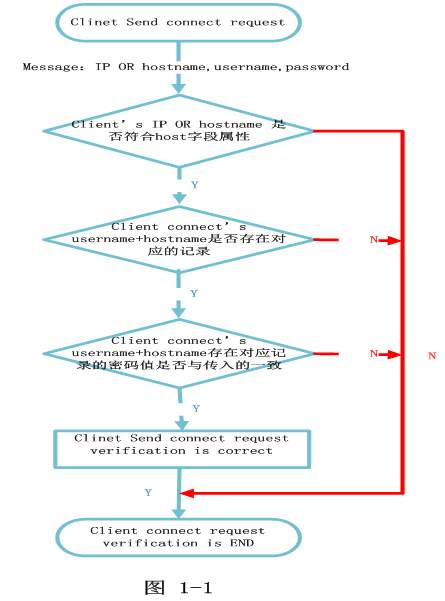 Clinet Send connect request
Message: IP OR hostname,username,password
Client's IP OR hostname 是
否符合host字段属性
Y
Client connect's
username+hostname是否存在对
应的记录
N
Y
Client connect's
username+hostname存在对应记
录的密码值是否与传入的一致
N
N
Y
Clinet Send connect request
verification is correct
Y
Client connect request
verification is END
图 1-1